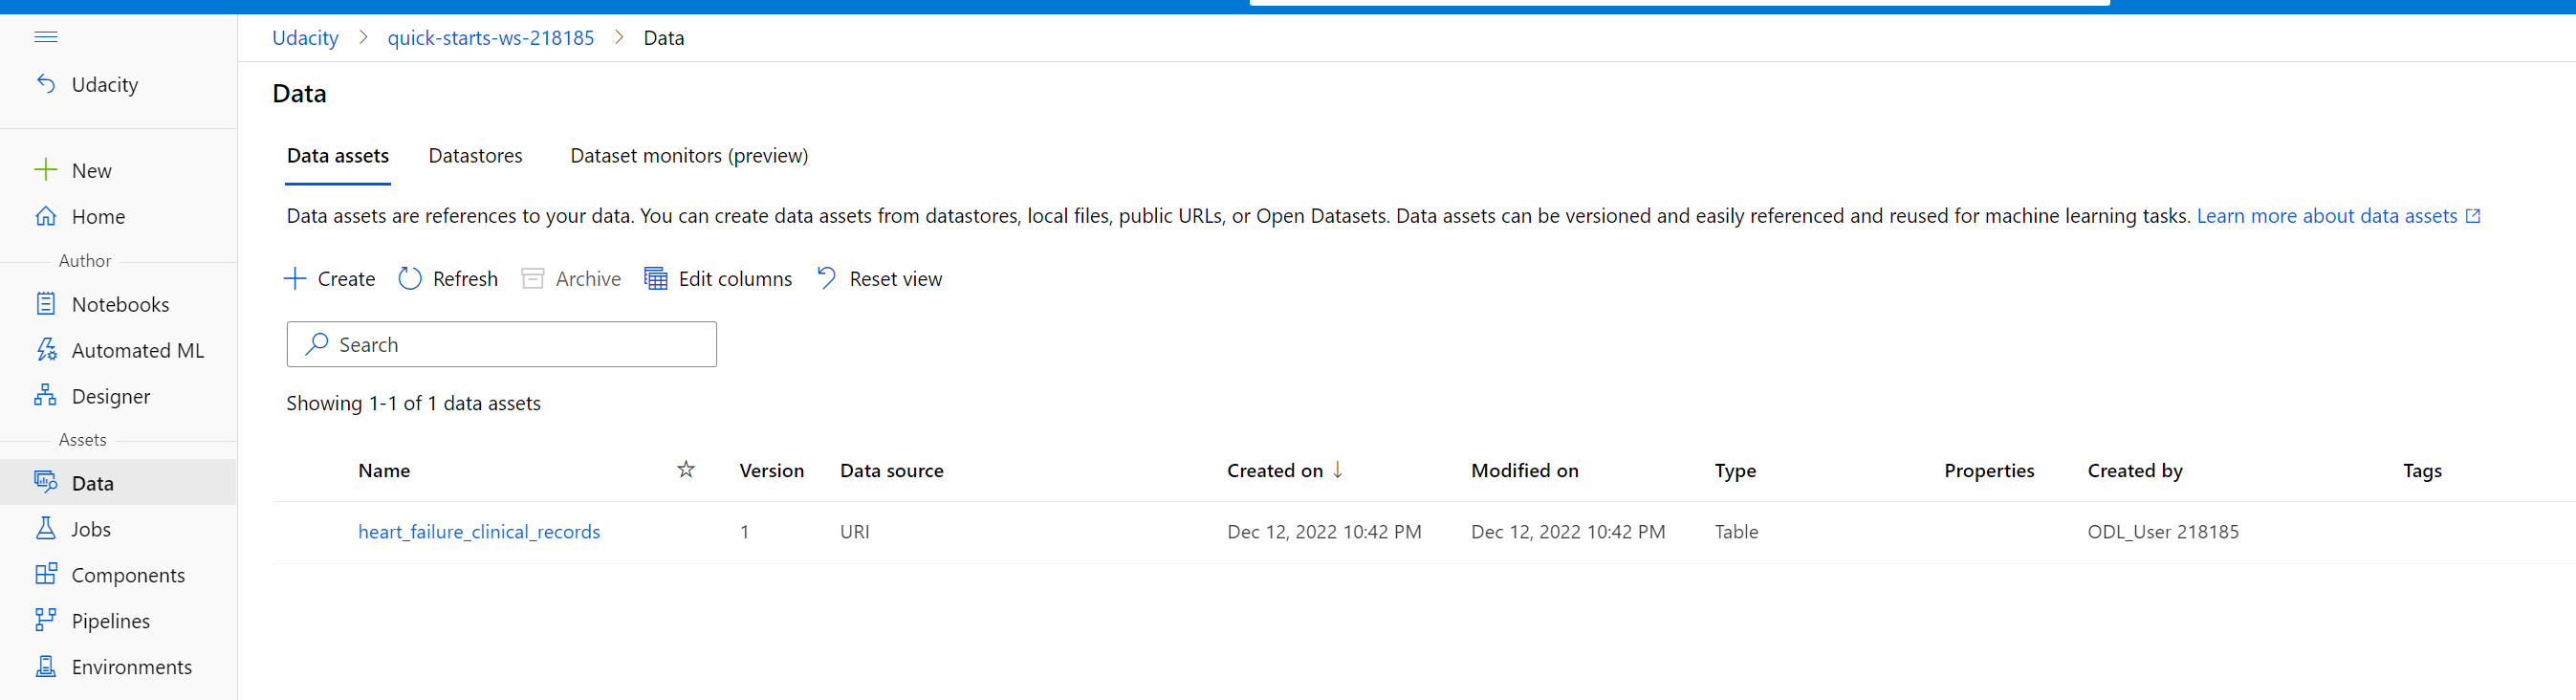 Udacity > quick-starts-ws-218185 > Data
Udacity
New
Home
Author
Notebooks
Automated ML
Designer
Assets
Data
Jobs
Components
Pipelines
Environments
Data
Data assets Datastores Dataset monitors (preview)
Data assets are references to your data. You can create data assets from datastores, local files, public URLs, or Open Datasets. Data assets can be versioned and easily referenced and reused for machine learning tasks. Learn more about data assets
Create Refresh Archive Edit columns Reset view
Search
Showing 1-1 of 1 data assets
Name Version Data source Created on ↓ Modified on Type Properties Created by Tags
heart_failure_clinical_records 1 URI Dec 12, 2022 10:42 PM Dec 12, 2022 10:42 PM Table ODL_User 218185